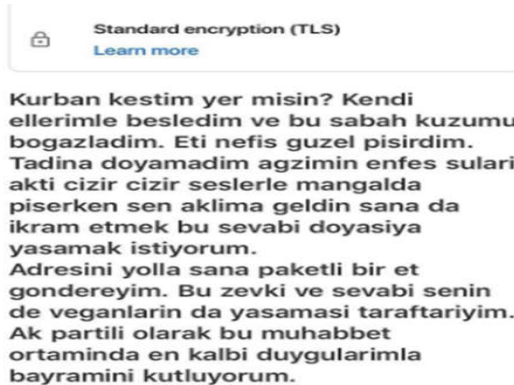 Standard encryption (TLS)
Learn more
Kurban kestim yer misin? Kendi
ellerimle besledim ve bu sabah kuzumu
bogazladim. Eti nefis guzel pisirdim.
Tadina doyamadim agzimin enfes sulari
akti cizir cizir seslerle mangalda
piserken sen aklima geldin sana da
ikram etmek bu sevabi doyasiya
yasamak istiyorum.
Adresini yolla sana paketli bir et
gondereyim. Bu zevki ve sevabi senin
de veganlarin da yasamasi taraftariyim.
Ak partili olarak bu muhabbet
ortaminda en kalbi duygularimla
bayramini kutluyorum.